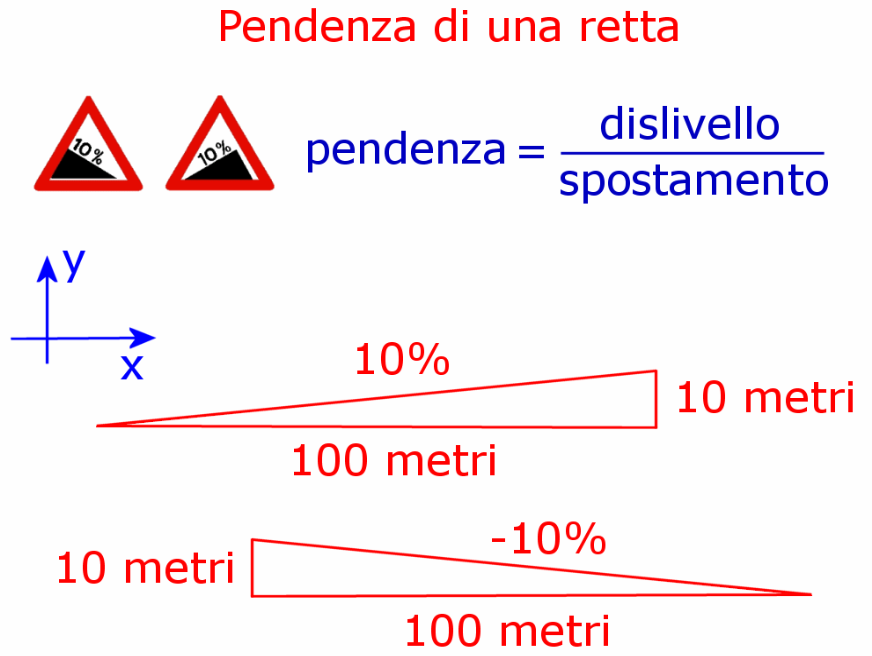 Pendenza di una retta
10%
10%
pendenza = dislivello
spostamento
y
x
10%
10 metri
100 metri
-10%
10 metri
100 metri